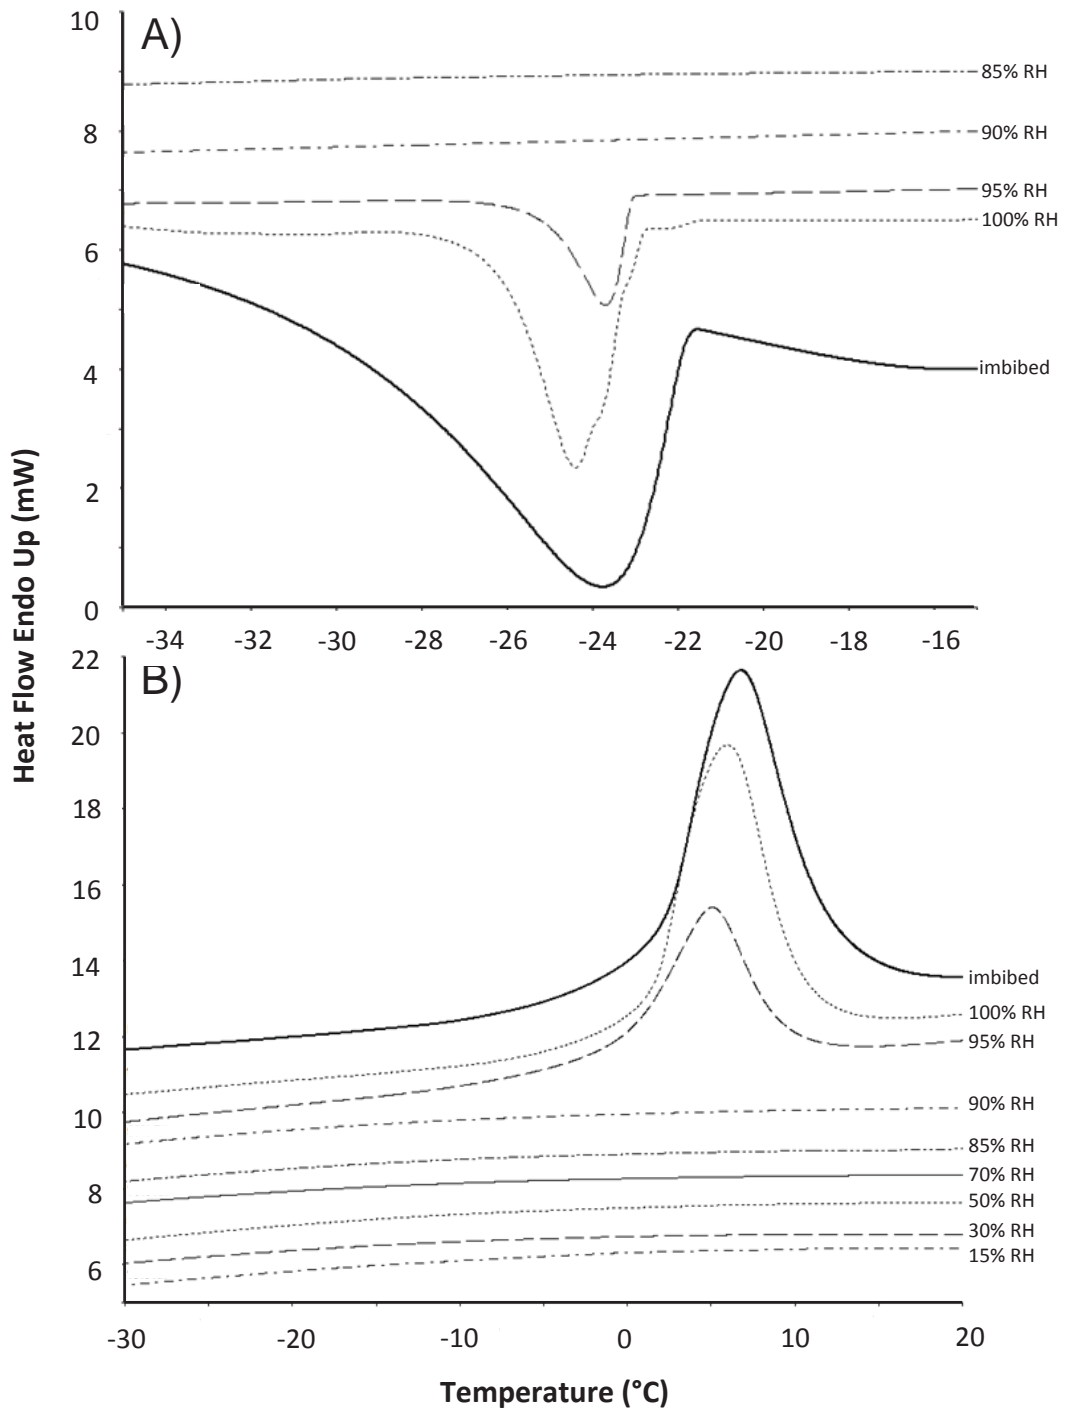 A)
10
8
6
4
2
0
85% RH
90% RH
95% RH
100% RH
imbibed
-34 -32 -30 -28 -26 -24 -22 -20 -18 -16
Heat Flow Endo Up (mW)
B)
22
20
18
16
14
12
10
8
6
imbibed
100% RH
95% RH
90% RH
85% RH
70% RH
50% RH
30% RH
15% RH
-30 -20 -10 0 10 20
Temperature (°C)